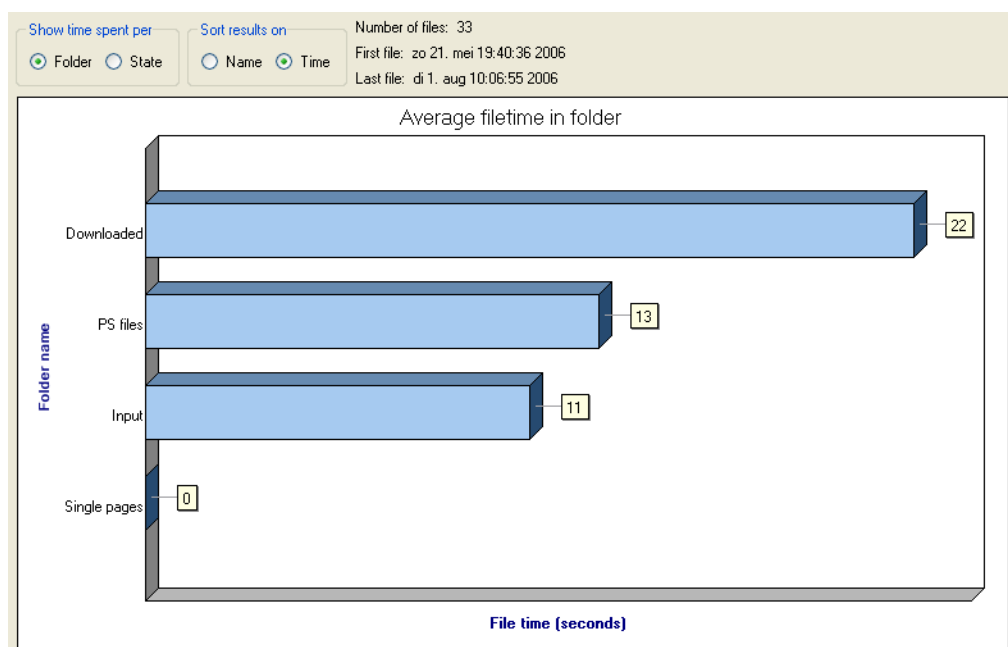 Show time spent per
Folder State
Sort results on
Name Time
Number of files: 33
First file: zo 21. mei 19:40:36 2006
Last file: di 1. aug 10:06:55 2006
Average filetime in folder
Folder name
Downloaded 22
PS files 13
Input 11
Single pages 0
File time (seconds)